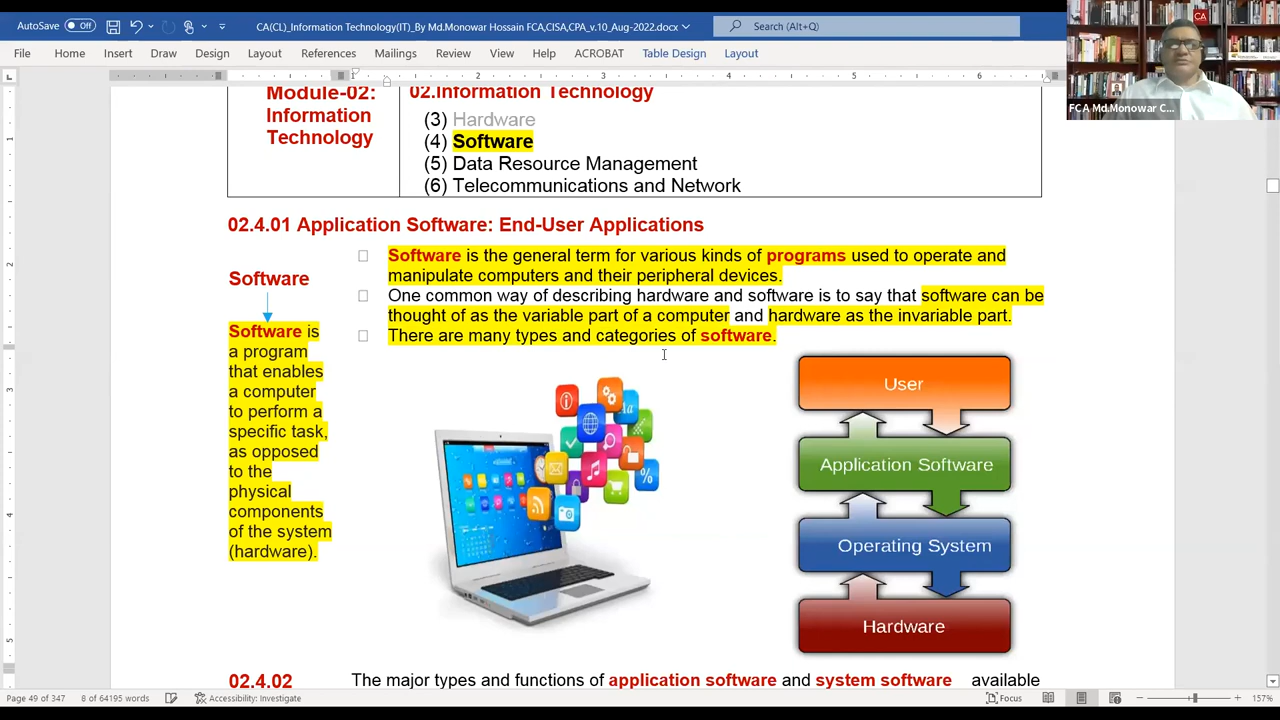 AutoSave Off
CA(CL)_Information Technology(IT)_By Md.Monowar Hossain FCA,CISA,CPA_v.10_Aug-2022.docx
Search (Alt+Q)
CA
File Home Insert Draw Design Layout References Mailings Review View Help ACROBAT Table Design Layout
FCA Md.Monowar C...
1 2 3 4 5 6
Module-02:
Information
Technology
02.Information Technology
(3) Hardware
(4) Software
(5) Data Resource Management
(6) Telecommunications and Network
02.4.01 Application Software: End-User Applications
Software
Software is
a program
that enables
a computer
to perform a
specific task,
as opposed
to the
physical
components
of the system
(hardware).
Software is the general term for various kinds of programs used to operate and
manipulate computers and their peripheral devices.
One common way of describing hardware and software is to say that software can be
thought of as the variable part of a computer and hardware as the invariable part.
There are many types and categories of software.
Aa
%
User
Application Software
Operating System
Hardware
02.4.02
The major types and functions of application software and system software available
Page 49 of 347 8 of 64195 words Accessibility: Investigate Focus 157%